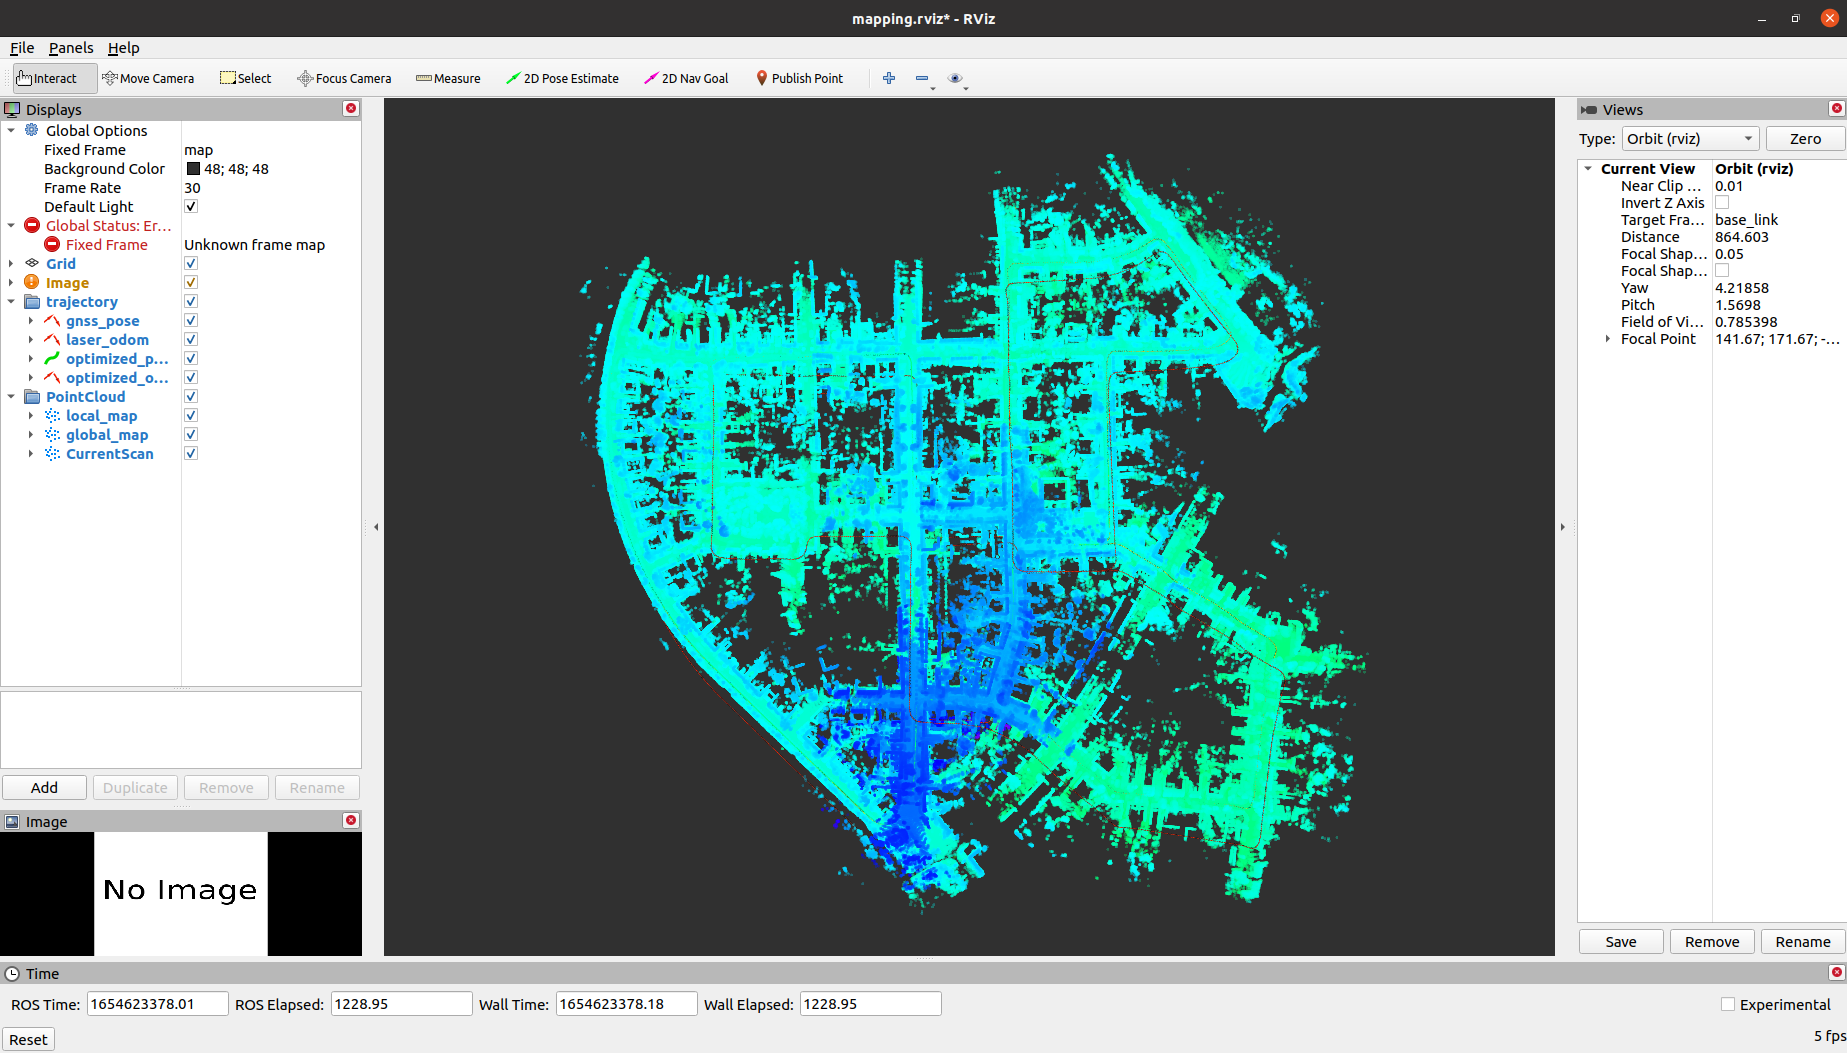 mapping.rviz* - RViz
File Panels Help
Interact Move Camera Select Focus Camera Measure 2D Pose Estimate 2D Nav Goal Publish Point
Displays
Global Options
Fixed Frame map
Background Color 48; 48; 48
Frame Rate 30
Default Light
Global Status: Er...
Fixed Frame Unknown frame map
Grid
Image
trajectory
gnss_pose
laser_odom
optimized_p...
optimized_o...
PointCloud
local_map
global_map
CurrentScan
Add Duplicate Remove Rename
Image
No Image
Views
Type: Orbit (rviz) Zero
Current View Orbit (rviz)
Near Clip ... 0.01
Invert Z Axis
Target Fra... base_link
Distance 864.603
Focal Shap... 0.05
Focal Shap...
Yaw 4.21858
Pitch 1.5698
Field of Vi... 0.785398
Focal Point 141.67; 171.67; -...
Save Remove Rename
Time
ROS Time: 1654623378.01 ROS Elapsed: 1228.95 Wall Time: 1654623378.18 Wall Elapsed: 1228.95 Experimental
Reset 5 fps